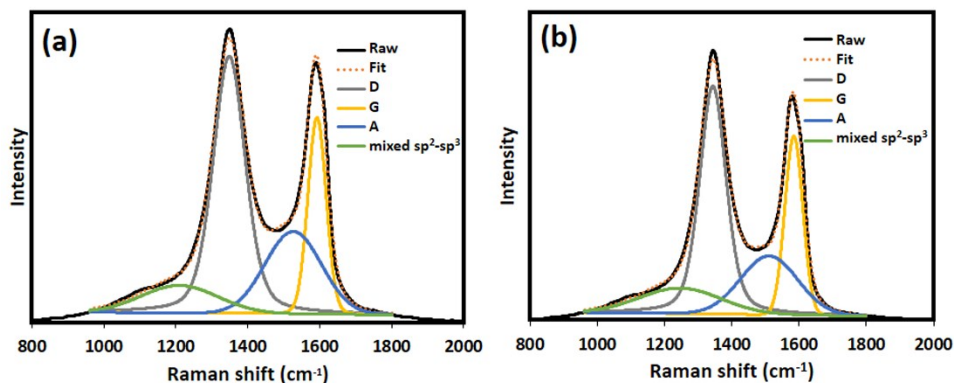 (a)
Raw
Fit
D
G
A
mixed sp²-sp³
Intensity
800 1000 1200 1400 1600 1800 2000
Raman shift (cm⁻¹)
(b)
Raw
Fit
D
G
A
mixed sp²-sp³
Intensity
800 1000 1200 1400 1600 1800 2000
Raman shift (cm⁻¹)